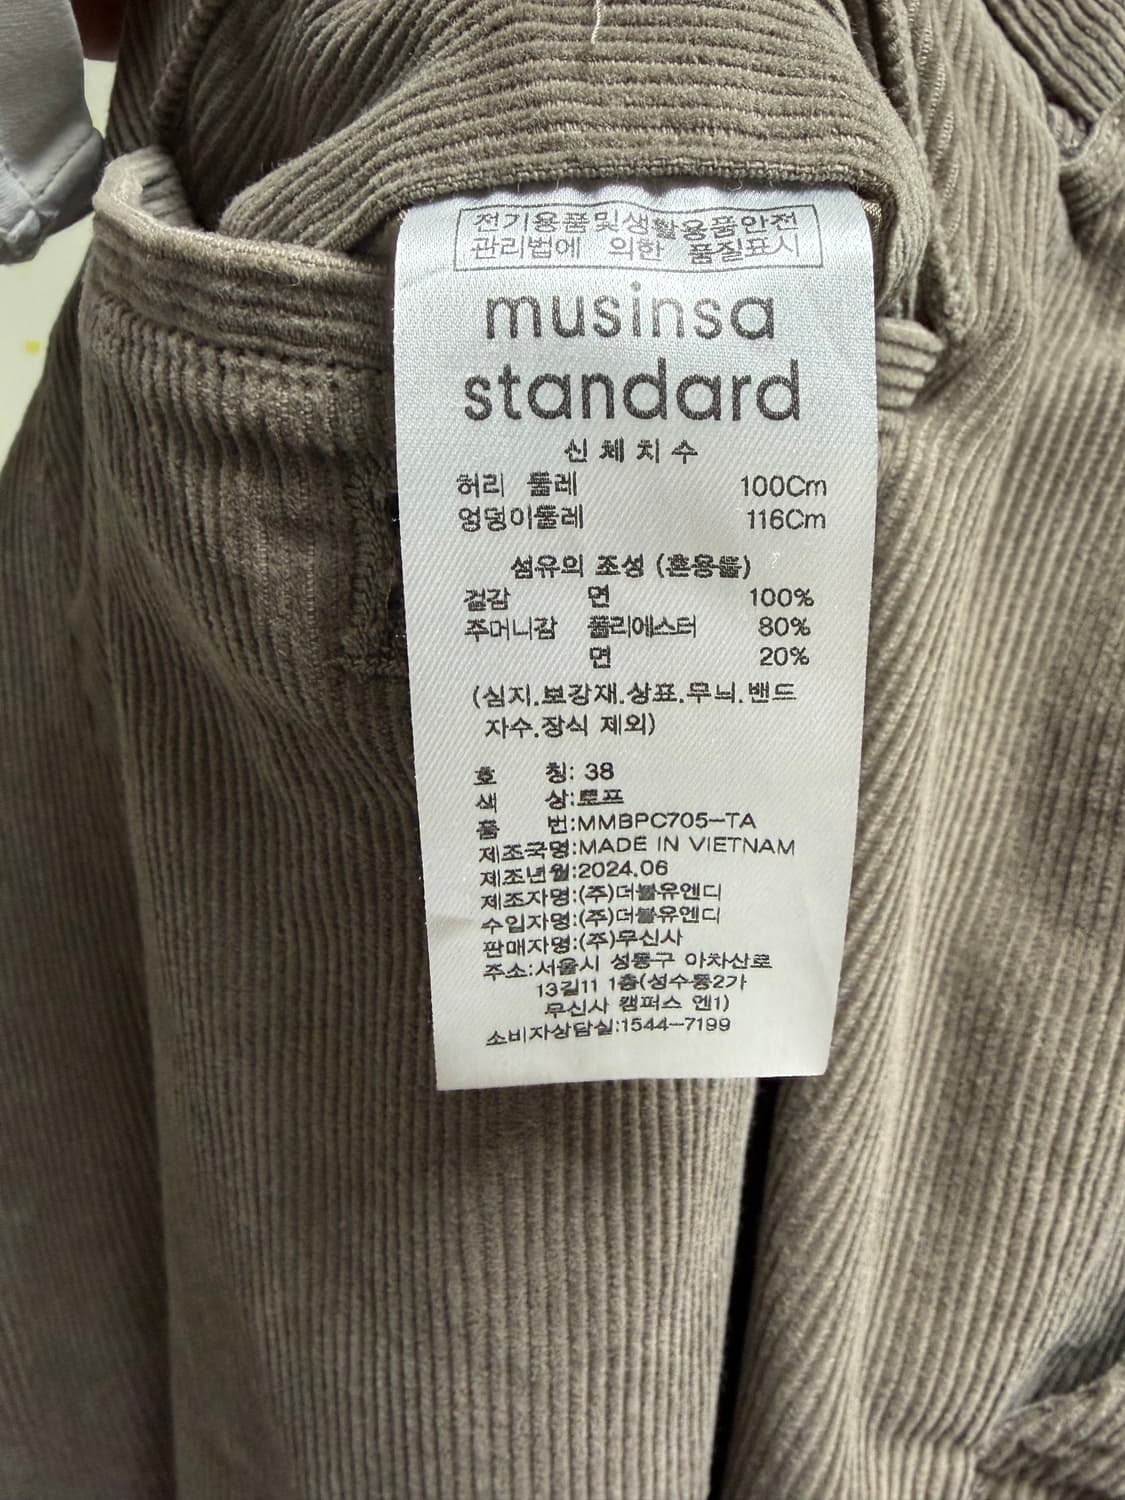 전기용품및생활용품안전
관리법에 의한 품질표시
musinsa
standard
신체치수
허리 둘레 100Cm
엉덩이둘레 116Cm
섬유의 조성 (혼용률)
겉감 면 100%
주머니감 폴리에스터 80%
면 20%
(심지.보강재.상표.무늬.밴드
자수.장식 제외)
호 칭: 38
색 상:토프
품 번:MMBPC705-TA
제조국명:MADE IN VIETNAM
제조년월:2024.06
제조자명:(주)더블유엔디
수입자명:(주)더블유엔디
판매자명:(주)무신사
주소:서울시 성동구 아차산로
13길11 1층(성수동2가
무신사 캠퍼스 엔1)
소비자상담실:1544-7199